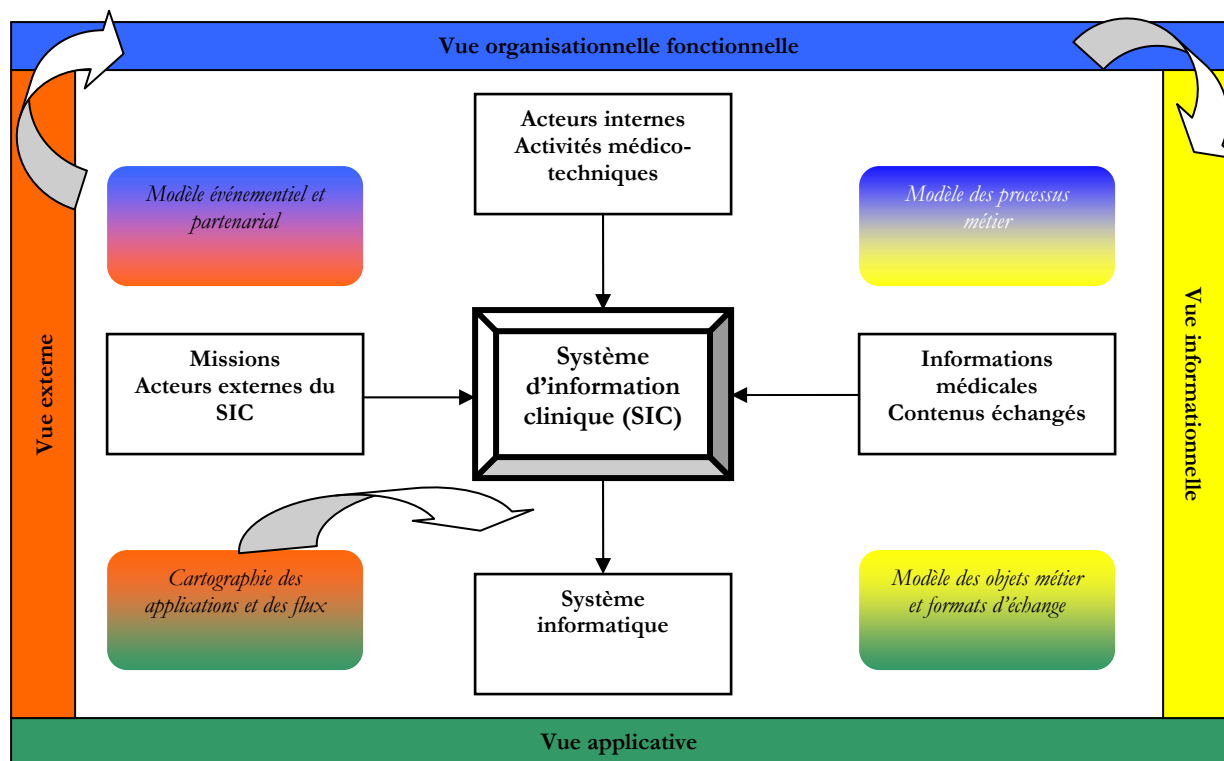 Vue organisationnelle fonctionnelle
Acteurs internes
Activités médico-
techniques
Modèle événementiel et
partenarial
Modèle des processus
métier
Vue externe
Missions
Acteurs externes du
SIC
Système
d'information
clinique (SIC)
Informations
médicales
Contenus échangés
Vue informationnelle
Cartographie des
applications et des flux
Système
informatique
Modèle des objets métier
et formats d'échange
Vue applicative